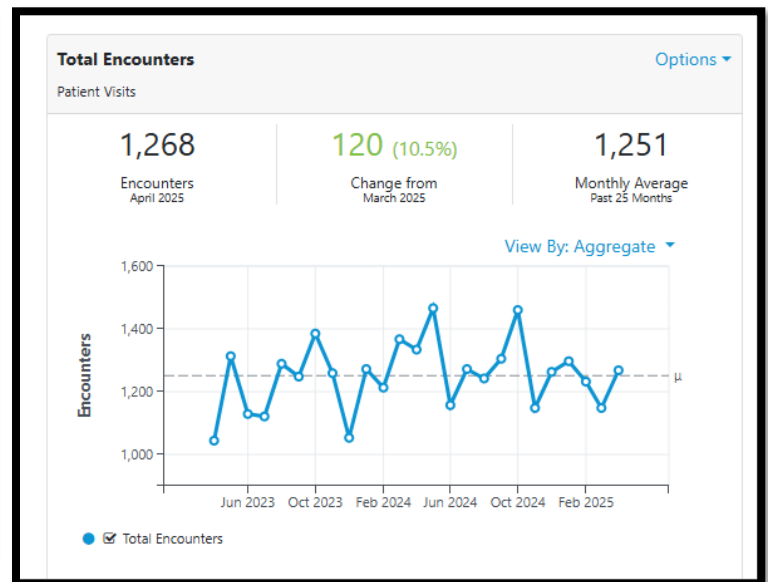 Total Encounters
Options
Patient Visits
1,268
Encounters
April 2025
120 (10.5%)
Change from
March 2025
1,251
Monthly Average
Past 25 Months
View By: Aggregate
1,600
1,400
1,200
1,000
Encounters
μ
Jun 2023 Oct 2023 Feb 2024 Jun 2024 Oct 2024 Feb 2025
Total Encounters